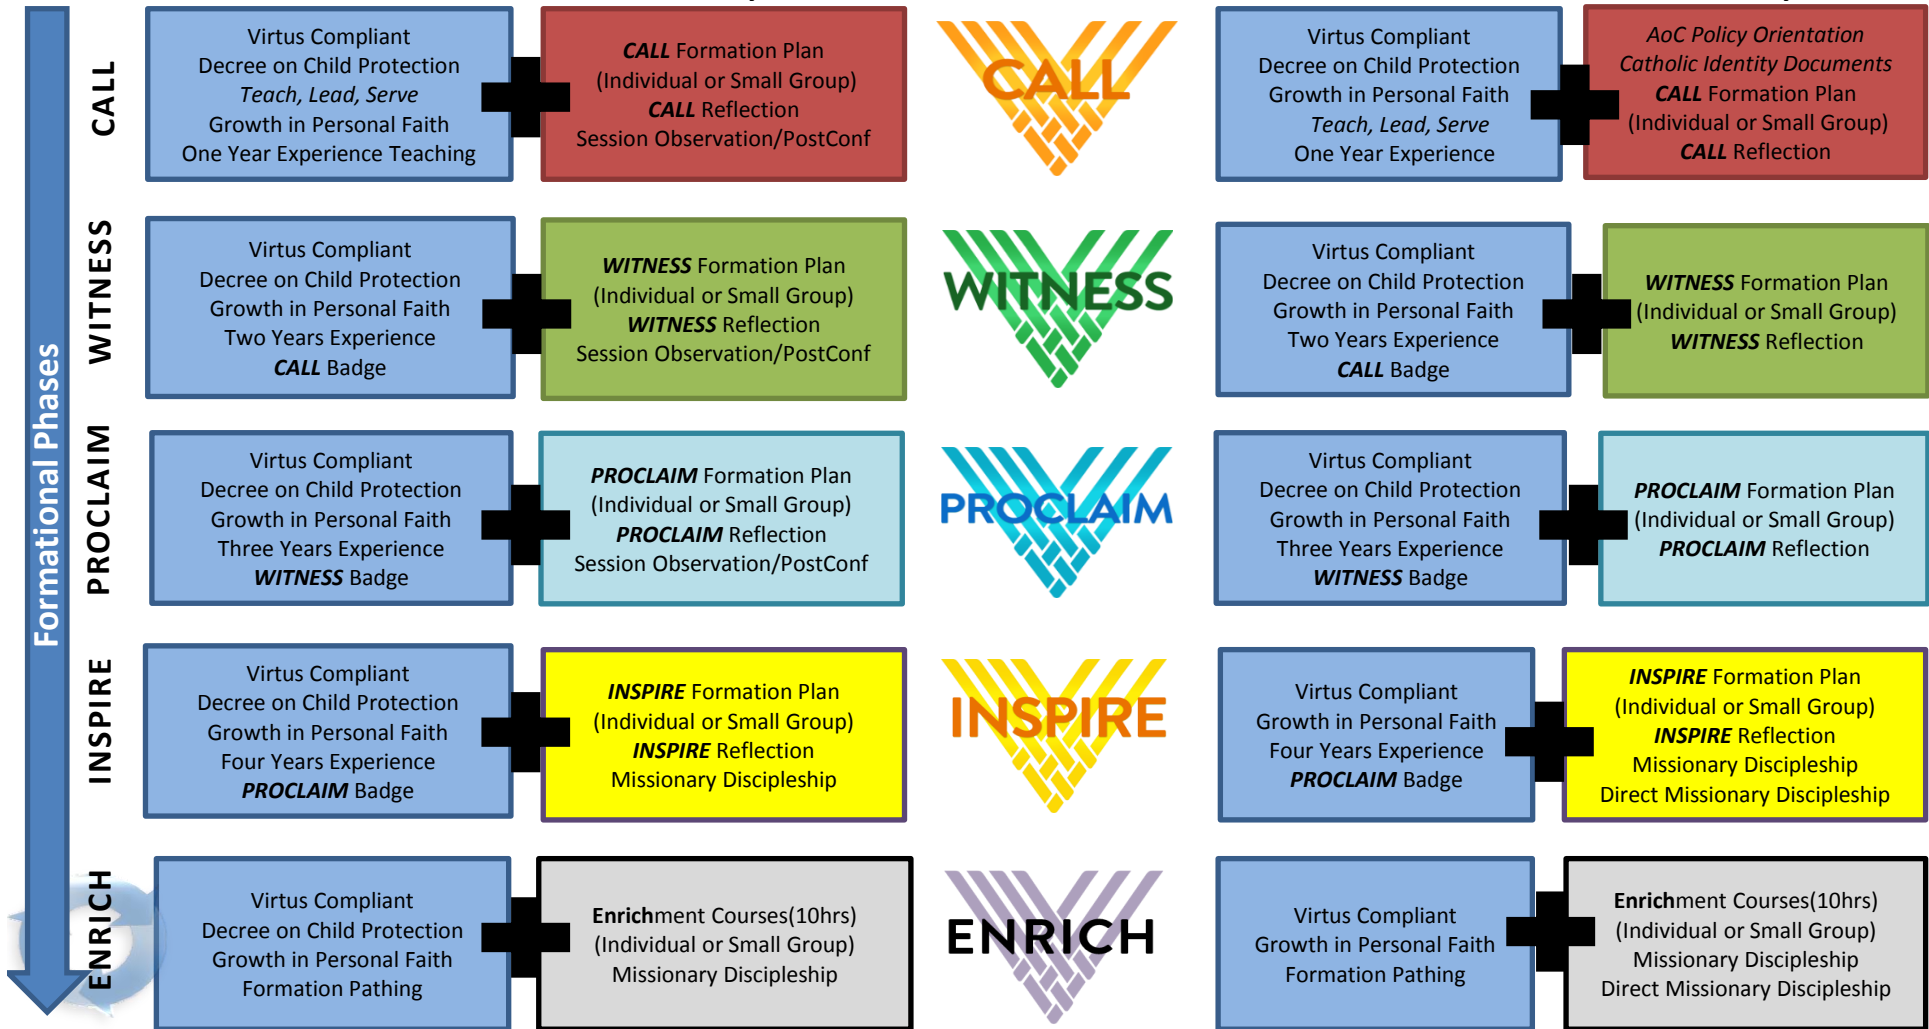 Formational Phases
CALL
Virtus Compliant
Decree on Child Protection
Teach, Lead, Serve
Growth in Personal Faith
One Year Experience Teaching
CALL Formation Plan
(Individual or Small Group)
CALL Reflection
Session Observation/PostConf
CALL
Virtus Compliant
Decree on Child Protection
Growth in Personal Faith
Teach, Lead, Serve
One Year Experience
AoC Policy Orientation
Catholic Identity Documents
CALL Formation Plan
(Individual or Small Group)
CALL Reflection
WITNESS
Virtus Compliant
Decree on Child Protection
Growth in Personal Faith
Two Years Experience
CALL Badge
WITNESS Formation Plan
(Individual or Small Group)
WITNESS Reflection
Session Observation/PostConf
WITNESS
Virtus Compliant
Decree on Child Protection
Growth in Personal Faith
Two Years Experience
CALL Badge
WITNESS Formation Plan
(Individual or Small Group)
WITNESS Reflection
PROCLAIM
Virtus Compliant
Decree on Child Protection
Growth in Personal Faith
Three Years Experience
WITNESS Badge
PROCLAIM Formation Plan
(Individual or Small Group)
PROCLAIM Reflection
Session Observation/PostConf
PROCLAIM
Virtus Compliant
Decree on Child Protection
Growth in Personal Faith
Three Years Experience
WITNESS Badge
PROCLAIM Formation Plan
(Individual or Small Group)
PROCLAIM Reflection
INSPIRE
Virtus Compliant
Decree on Child Protection
Growth in Personal Faith
Four Years Experience
PROCLAIM Badge
INSPIRE Formation Plan
(Individual or Small Group)
INSPIRE Reflection
Missionary Discipleship
INSPIRE
Virtus Compliant
Growth in Personal Faith
Four Years Experience
PROCLAIM Badge
INSPIRE Formation Plan
(Individual or Small Group)
INSPIRE Reflection
Missionary Discipleship
Direct Missionary Discipleship
ENRICH
Virtus Compliant
Decree on Child Protection
Growth in Personal Faith
Formation Pathing
Enrichment Courses(10hrs)
(Individual or Small Group)
Missionary Discipleship
ENRICH
Virtus Compliant
Growth in Personal Faith
Formation Pathing
Enrichment Courses(10hrs)
(Individual or Small Group)
Missionary Discipleship
Direct Missionary Discipleship